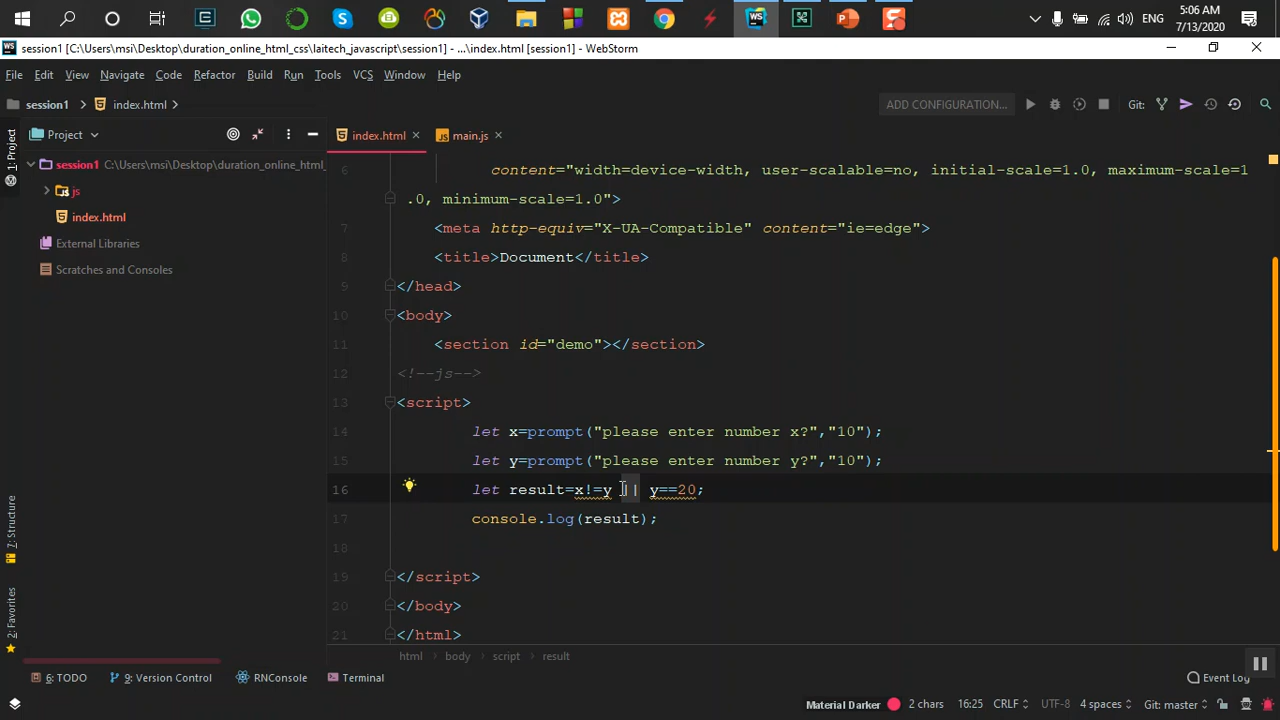 5:06 AM
ENG
7/13/2020
WS
session1 [C:\Users\msi\Desktop\duration_online_html_css\laitech_javascript\session1] - ...\index.html [session1] - WebStorm
File Edit View Navigate Code Refactor Build Run Tools VCS Window Help
session1 index.html ADD CONFIGURATION... Git:
1: Project
Project
index.html
main.js
session1 C:\Users\msi\Desktop\duration_online_html_
js
index.html
External Libraries
Scratches and Consoles
6 content="width=device-width, user-scalable=no, initial-scale=1.0, maximum-scale=1
.0, minimum-scale=1.0">
7 <meta http-equiv="X-UA-Compatible" content="ie=edge">
8 <title>Document</title>
9 </head>
10 <body>
11 <section id="demo"></section>
12 <!--js-->
13 <script>
14 let x=prompt("please enter number x?","10");
15 let y=prompt("please enter number y?","10");
16 let result=x!=y || y==20;
17 console.log(result);
18
19 </script>
20 </body>
21 </html>
7: Structure
2: Favorites
html body script result
6: TODO 9: Version Control RNConsole Terminal Event Log
Material Darker 2 chars 16:25 CRLF UTF-8 4 spaces Git: master